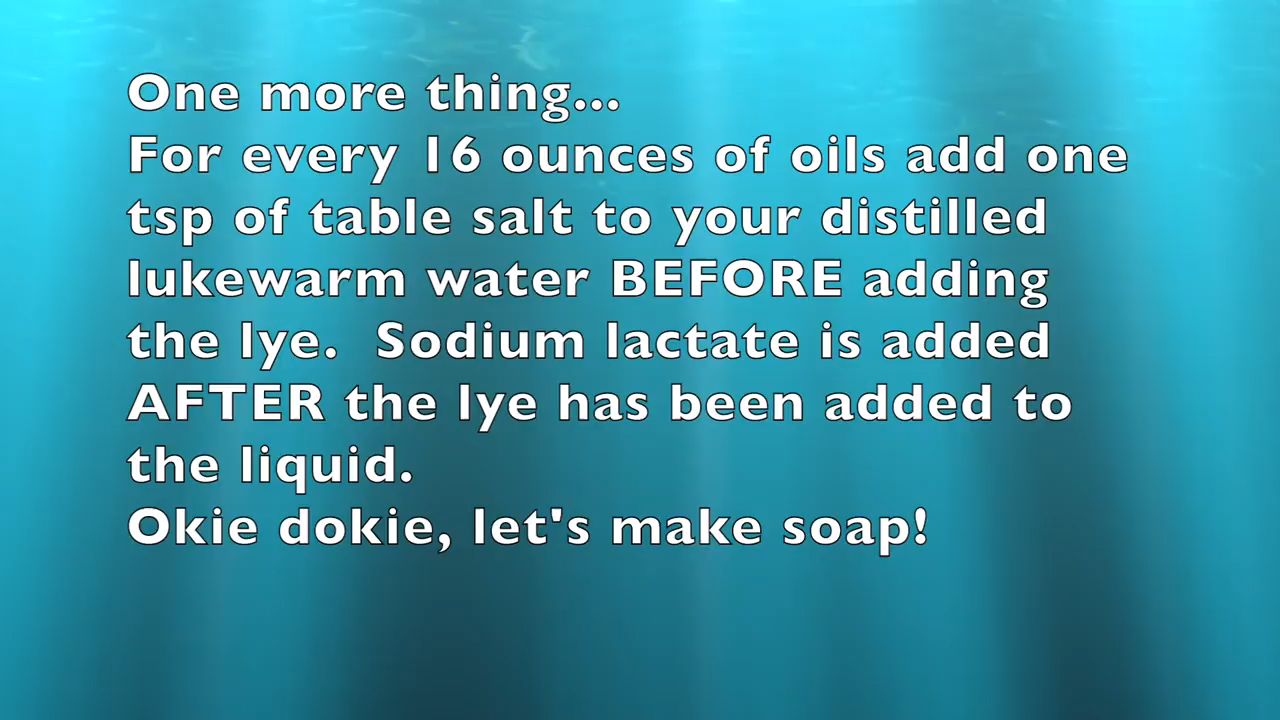 One more thing...
For every 16 ounces of oils add one
tsp of table salt to your distilled
lukewarm water BEFORE adding
the lye.  Sodium lactate is added
AFTER the lye has been added to
the liquid.
Okie dokie, let's make soap!